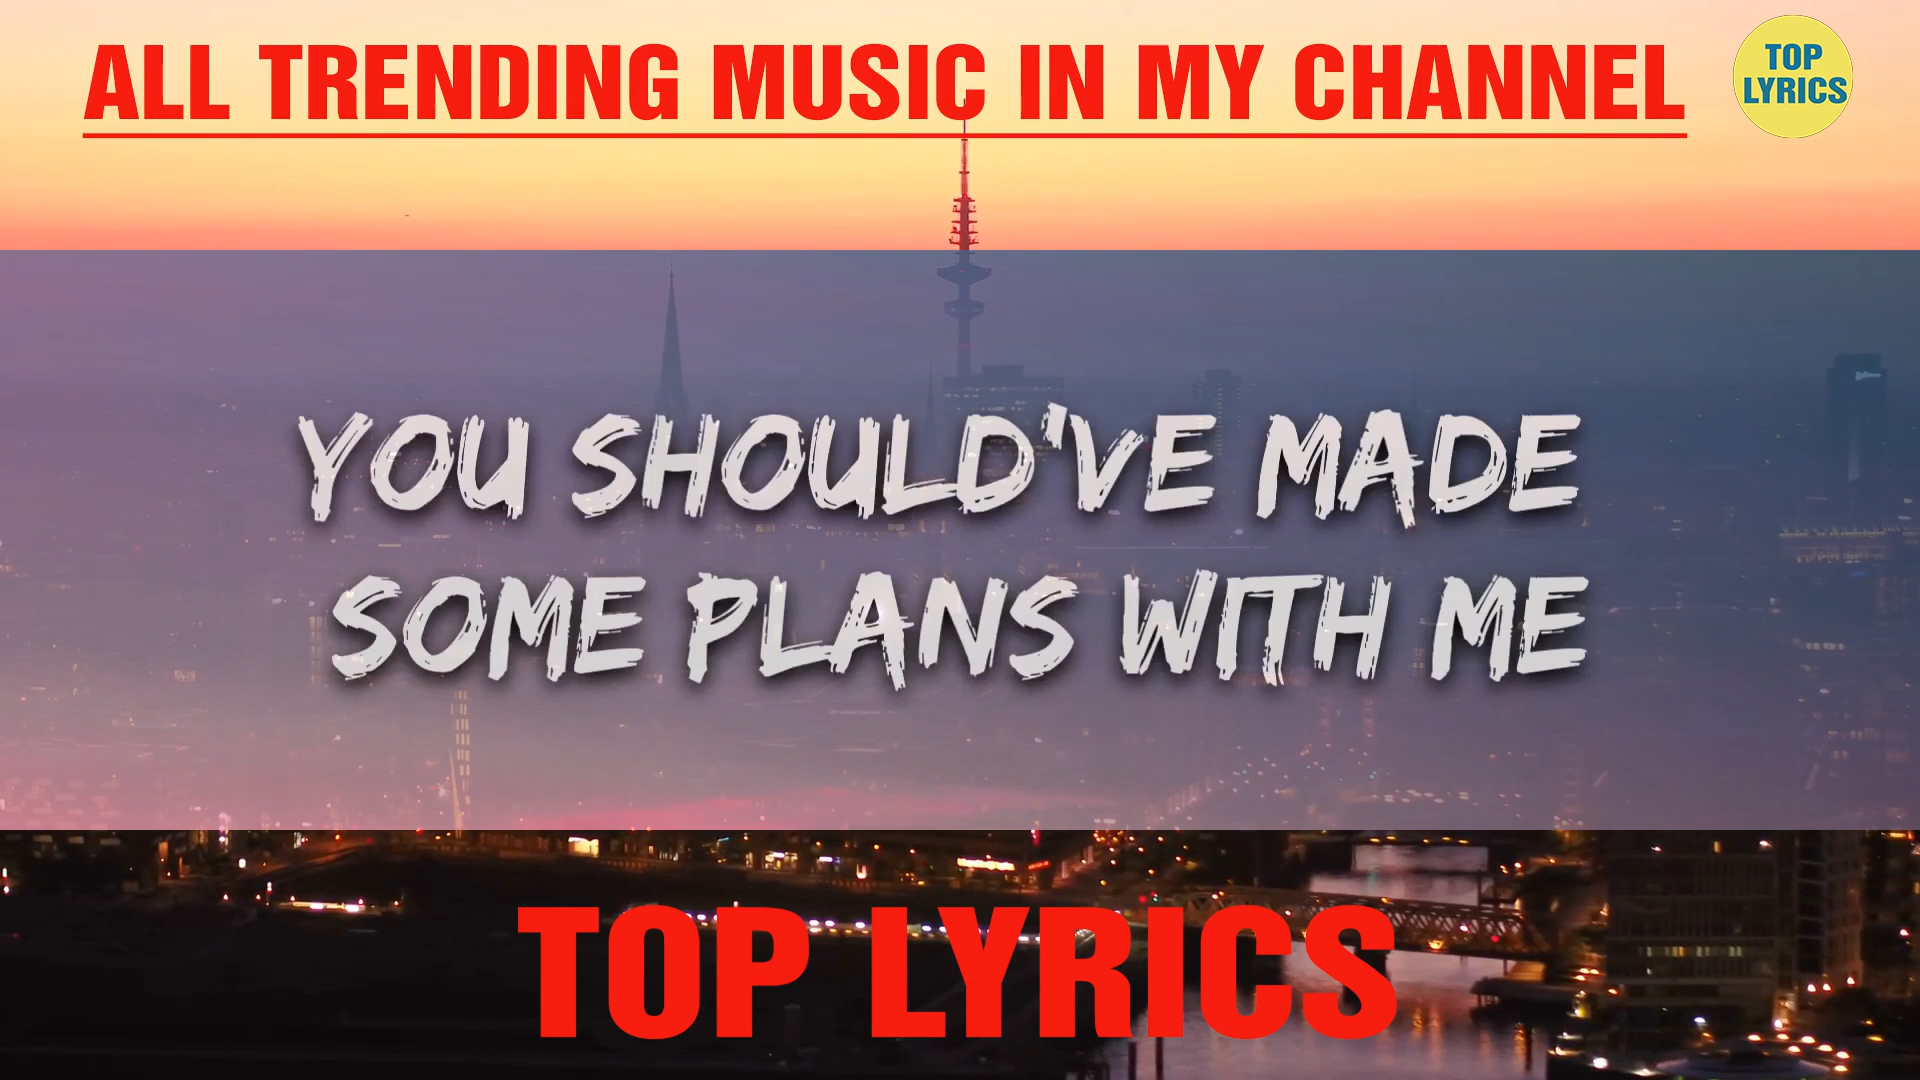 ALL TRENDING MUSIC IN MY CHANNEL
TOP
LYRICS
YOU SHOULD'VE MADE
SOME PLANS WITH ME
TOP LYRICS